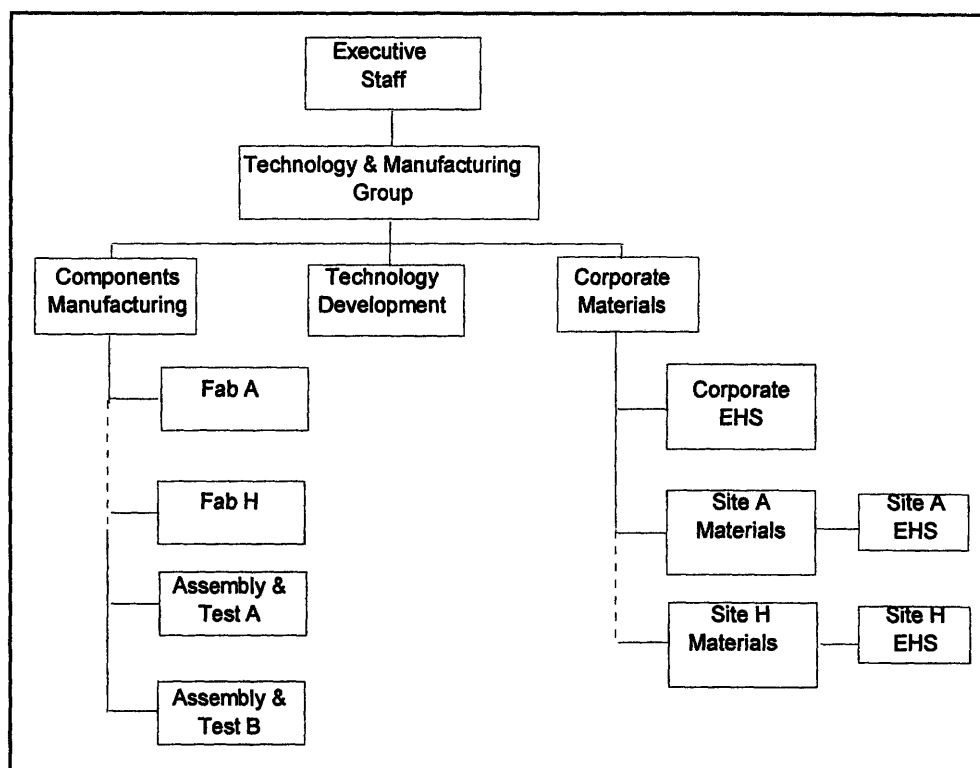 Executive
Staff
Technology & Manufacturing
Group
Components
Manufacturing
Technology
Development
Corporate
Materials
Fab A
Fab H
Assembly &
Test A
Assembly &
Test B
Corporate
EHS
Site A
Materials
Site A
EHS
Site H
Materials
Site H
EHS